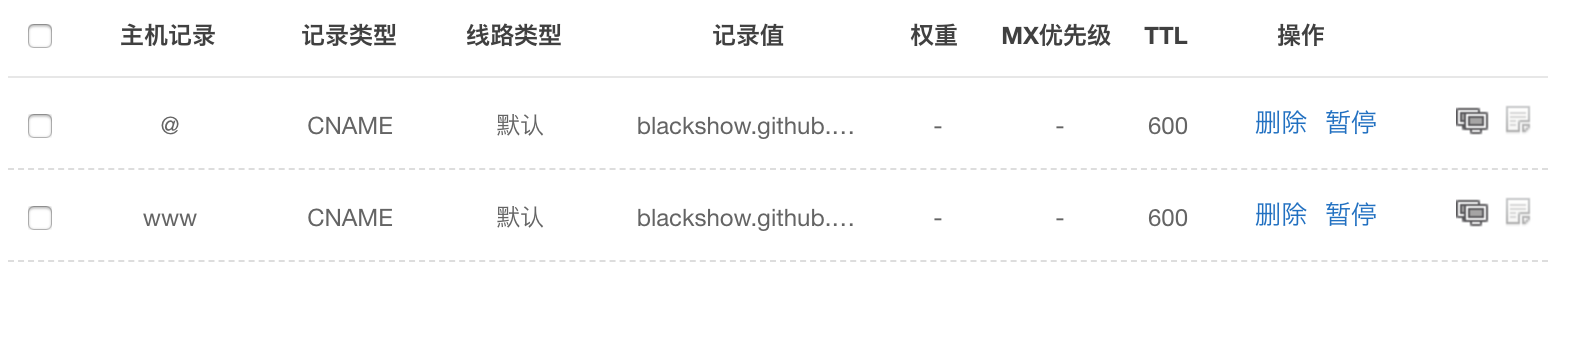 主机记录 记录类型 线路类型 记录值 权重 MX优先级 TTL 操作
@ CNAME 默认 blackshow.github.... - - 600 删除 暂停
www CNAME 默认 blackshow.github.... - - 600 删除 暂停